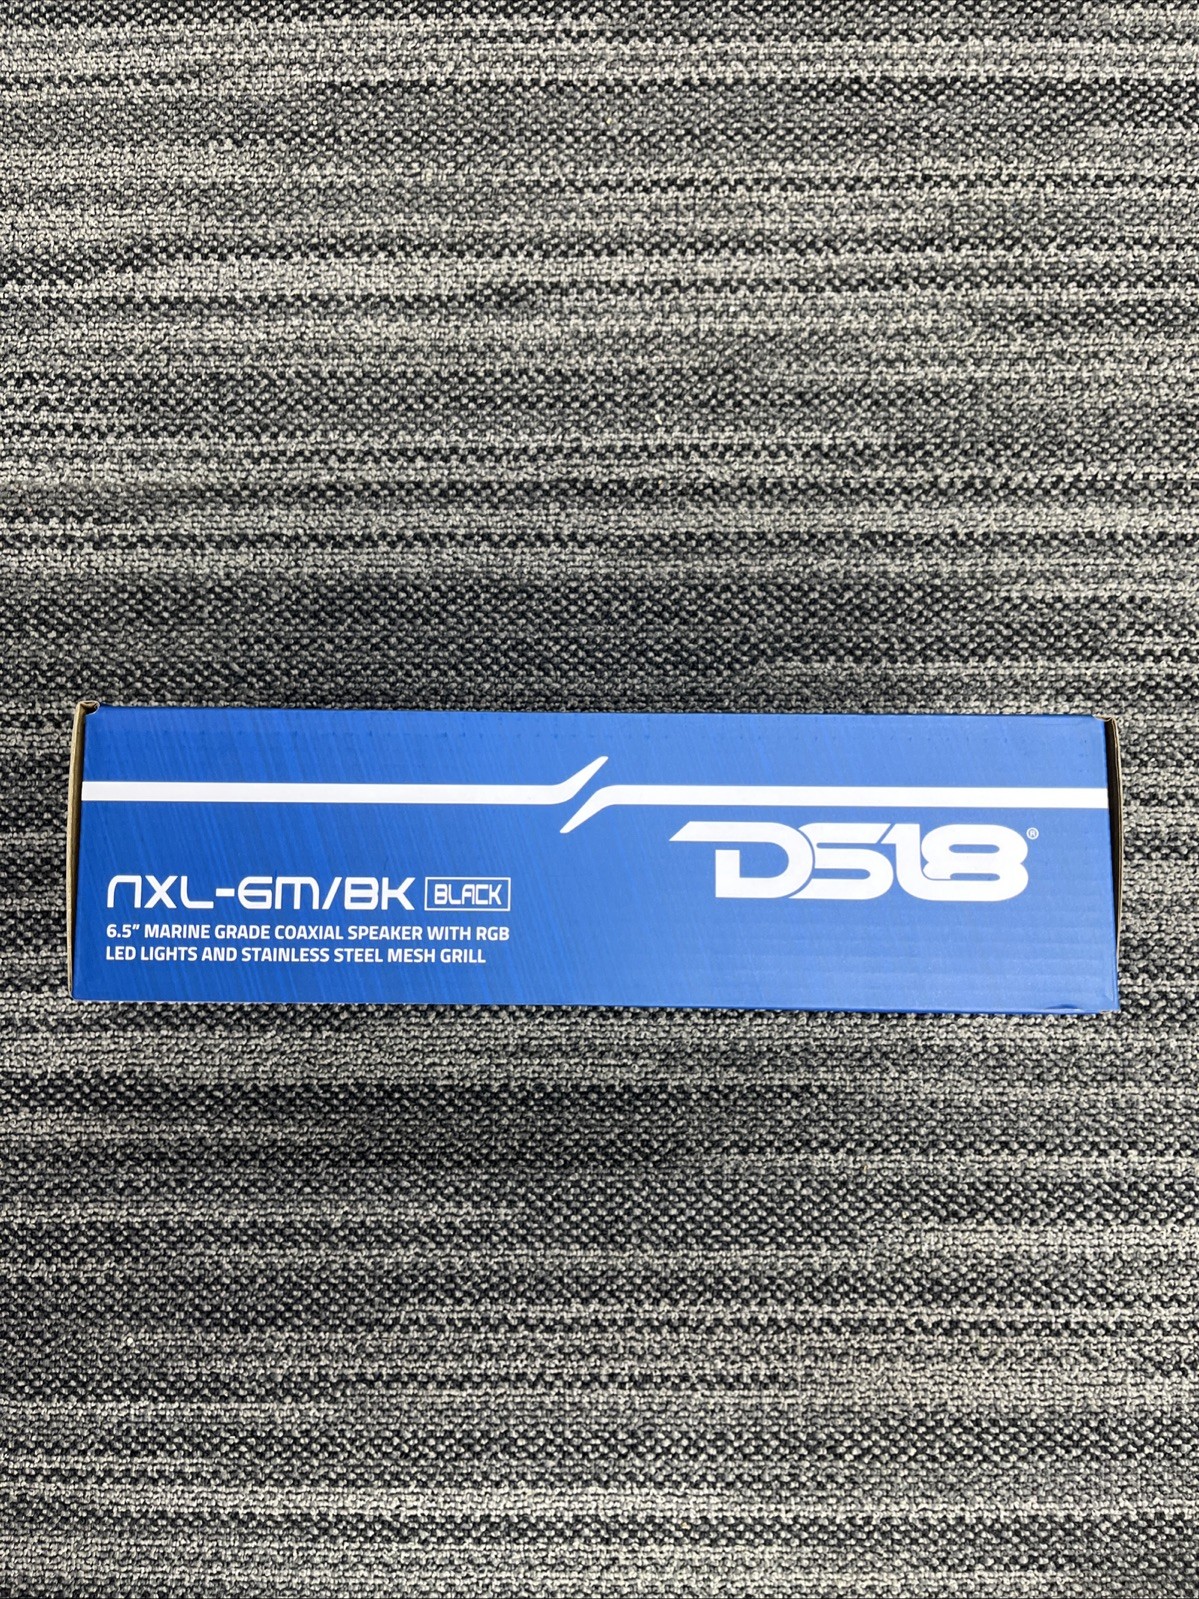 NXL-6M/BK BLACK
6.5” MARINE GRADE COAXIAL SPEAKER WITH RGB
LED LIGHTS AND STAINLESS STEEL MESH GRILL
DS18®